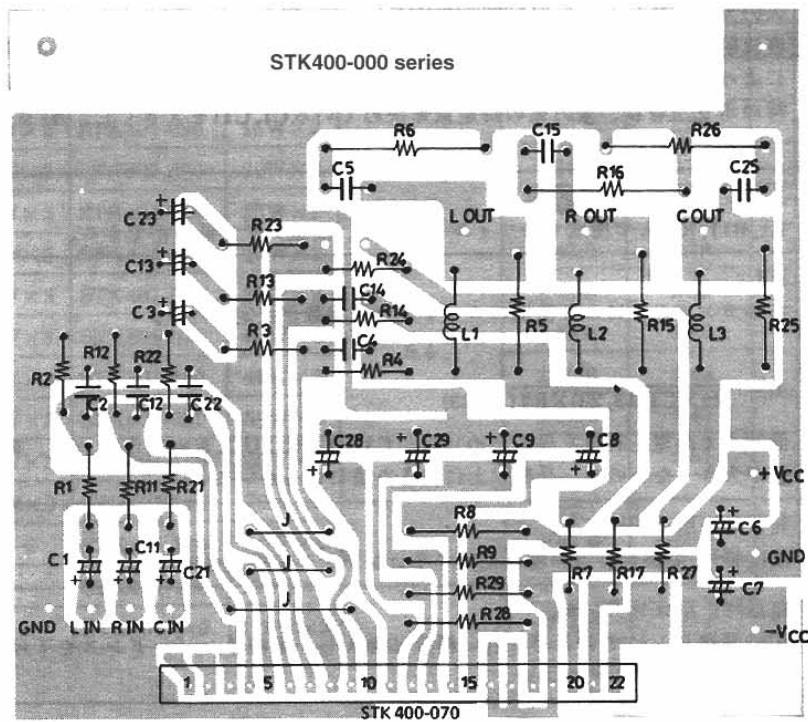 STK400-000 series
R6
C15
R26
C5
R16
C25
L OUT
R OUT
C OUT
C23
R23
C13
R13
R24
C14
R14
C3
R3
C4
R4
L1
R5
L2
R15
L3
R25
R2
R12
R22
C2
C12
C22
C28
C29
C9
C8
R1
R11
R21
+VCC
R8
J
C6
C1
C11
C21
R9
R7
R17
R27
GND
J
R29
C7
J
R28
GND
L IN
R IN
C IN
-VCC
1
5
10
15
20
22
STK 400-070